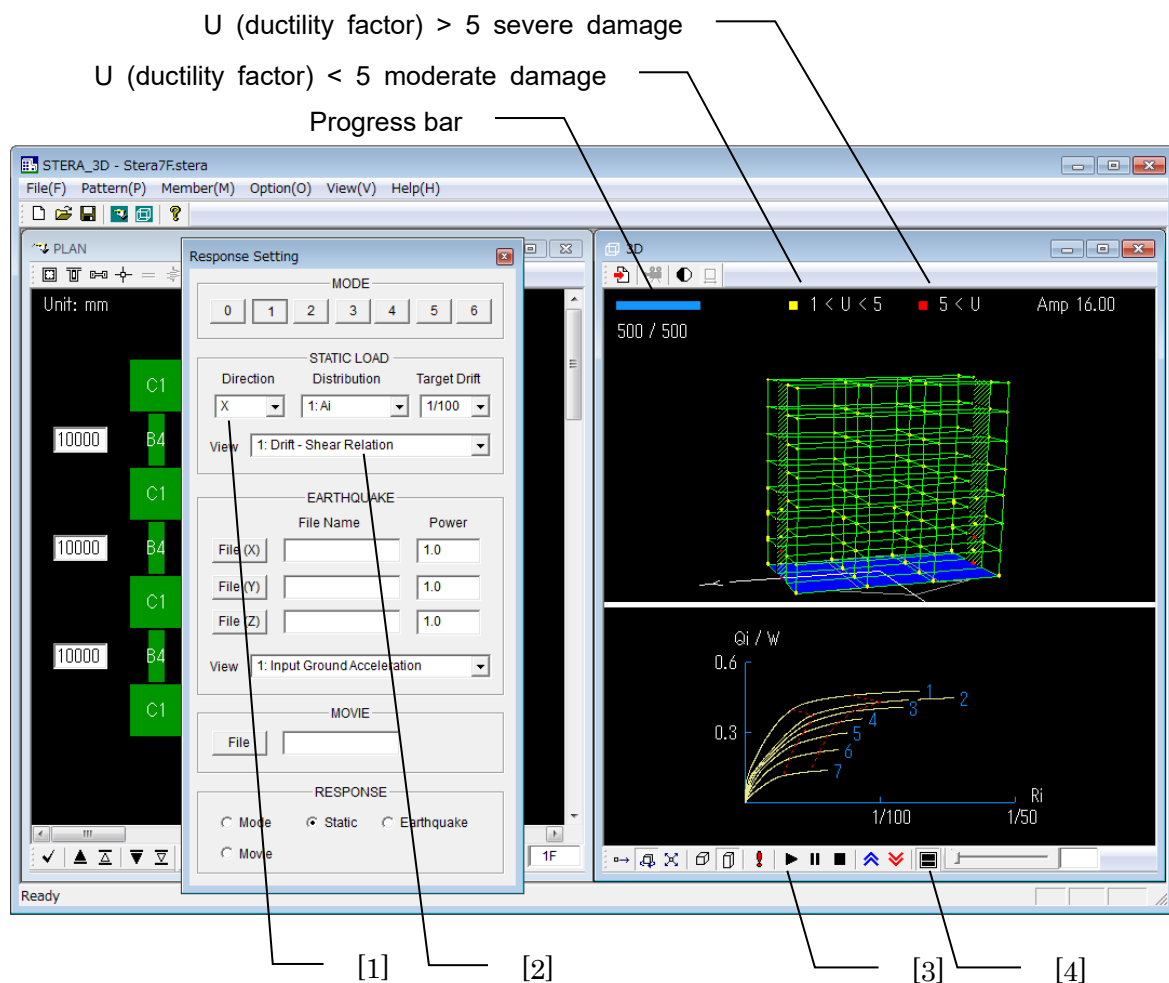 U (ductility factor) > 5 severe damage
U (ductility factor) < 5 moderate damage
Progress bar
STERA_3D - Stera7F.stera
File(F) Pattern(P) Member(M) Option(O) View(V) Help(H)
PLAN
Unit: mm
C1
10000 B4
C1
10000 B4
C1
10000 B4
C1
1F
Response Setting
MODE
0 1 2 3 4 5 6
STATIC LOAD
Direction Distribution Target Drift
X 1: Ai 1/100
View 1: Drift - Shear Relation
EARTHQUAKE
File Name Power
File (X) 1.0
File (Y) 1.0
File (Z) 1.0
View 1: Input Ground Acceleration
MOVIE
File
RESPONSE
Mode Static Earthquake
Movie
3D
1 < U < 5 5 < U Amp 16.00
500 / 500
Qi / W
0.6
0.3
1
2
3
4
5
6
7
Ri
1/100 1/50
Ready
[1] [2] [3] [4]